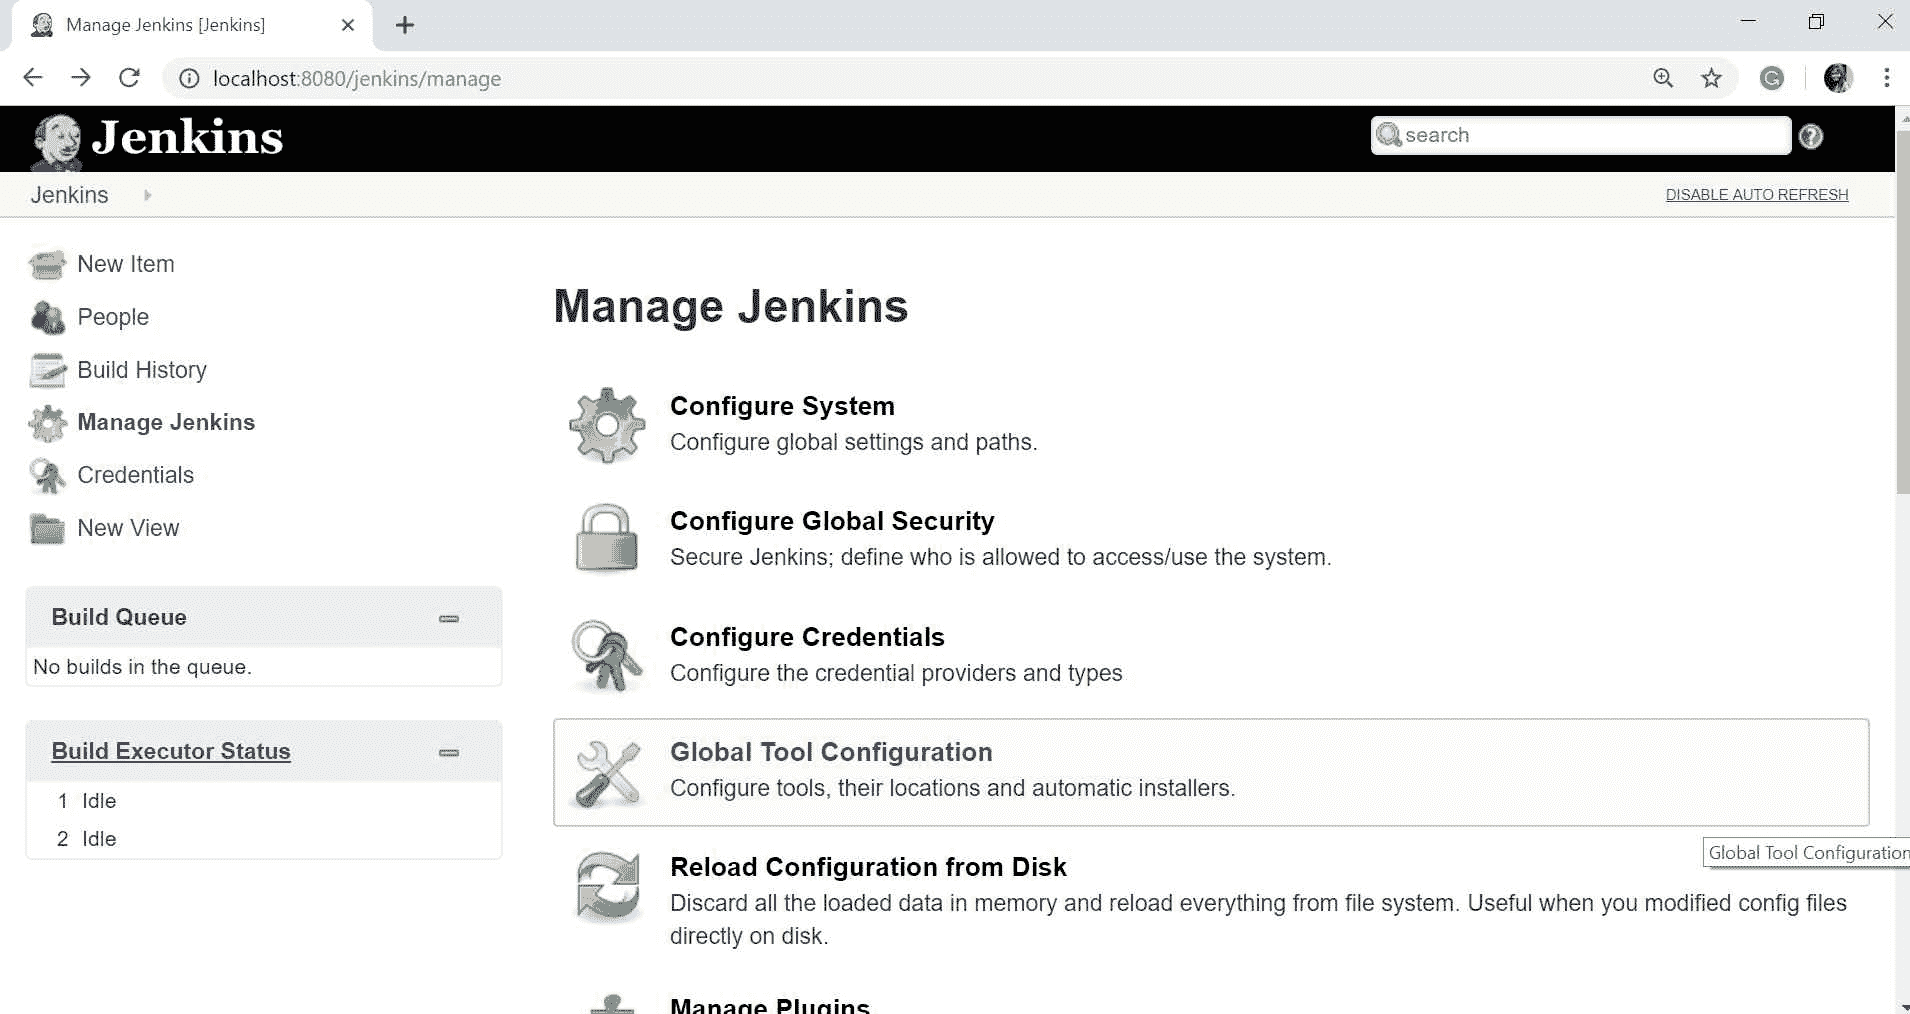 Manage Jenkins [Jenkins]
localhost:8080/jenkins/manage
Jenkins
search
Jenkins
DISABLE AUTO REFRESH
New Item
People
Build History
Manage Jenkins
Credentials
New View
Build Queue
No builds in the queue.
Build Executor Status
1 Idle
2 Idle
Manage Jenkins
Configure System
Configure global settings and paths.
Configure Global Security
Secure Jenkins; define who is allowed to access/use the system.
Configure Credentials
Configure the credential providers and types
Global Tool Configuration
Configure tools, their locations and automatic installers.
Global Tool Configuration
Reload Configuration from Disk
Discard all the loaded data in memory and reload everything from file system. Useful when you modified config files
directly on disk.
Manage Plugins